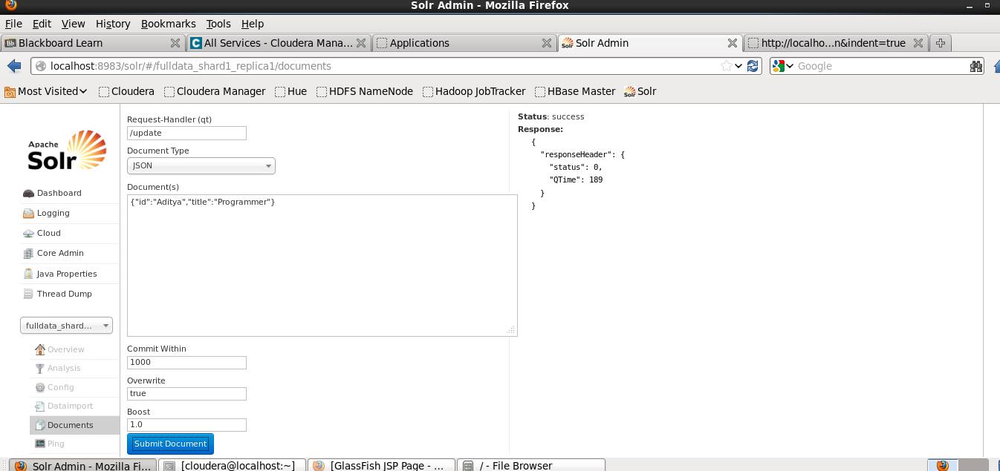 Solr Admin - Mozilla Firefox
File Edit View History Bookmarks Tools Help
Bb Blackboard Learn
C All Services - Cloudera Mana...
Applications
Solr Solr Admin
http://localho...n&indent=true
localhost:8983/solr/#/fulldata_shard1_replica1/documents
Google
Most Visited Cloudera Cloudera Manager Hue HDFS NameNode Hadoop JobTracker HBase Master Solr Solr
Apache
Solr
Dashboard
Logging
Cloud
Core Admin
Java Properties
Thread Dump
fulldata_shard...
Overview
Analysis
Config
Dataimport
Documents
Ping
Request-Handler (qt)
/update
Document Type
JSON
Document(s)
{"id":"Aditya","title":"Programmer"}
Commit Within
1000
Overwrite
true
Boost
1.0
Submit Document
Status: success
Response:
{
"responseHeader": {
"status": 0,
"QTime": 189
}
}
Solr Admin - Mozilla Fi...
[cloudera@localhost:~]
[GlassFish JSP Page - ...
/ - File Browser